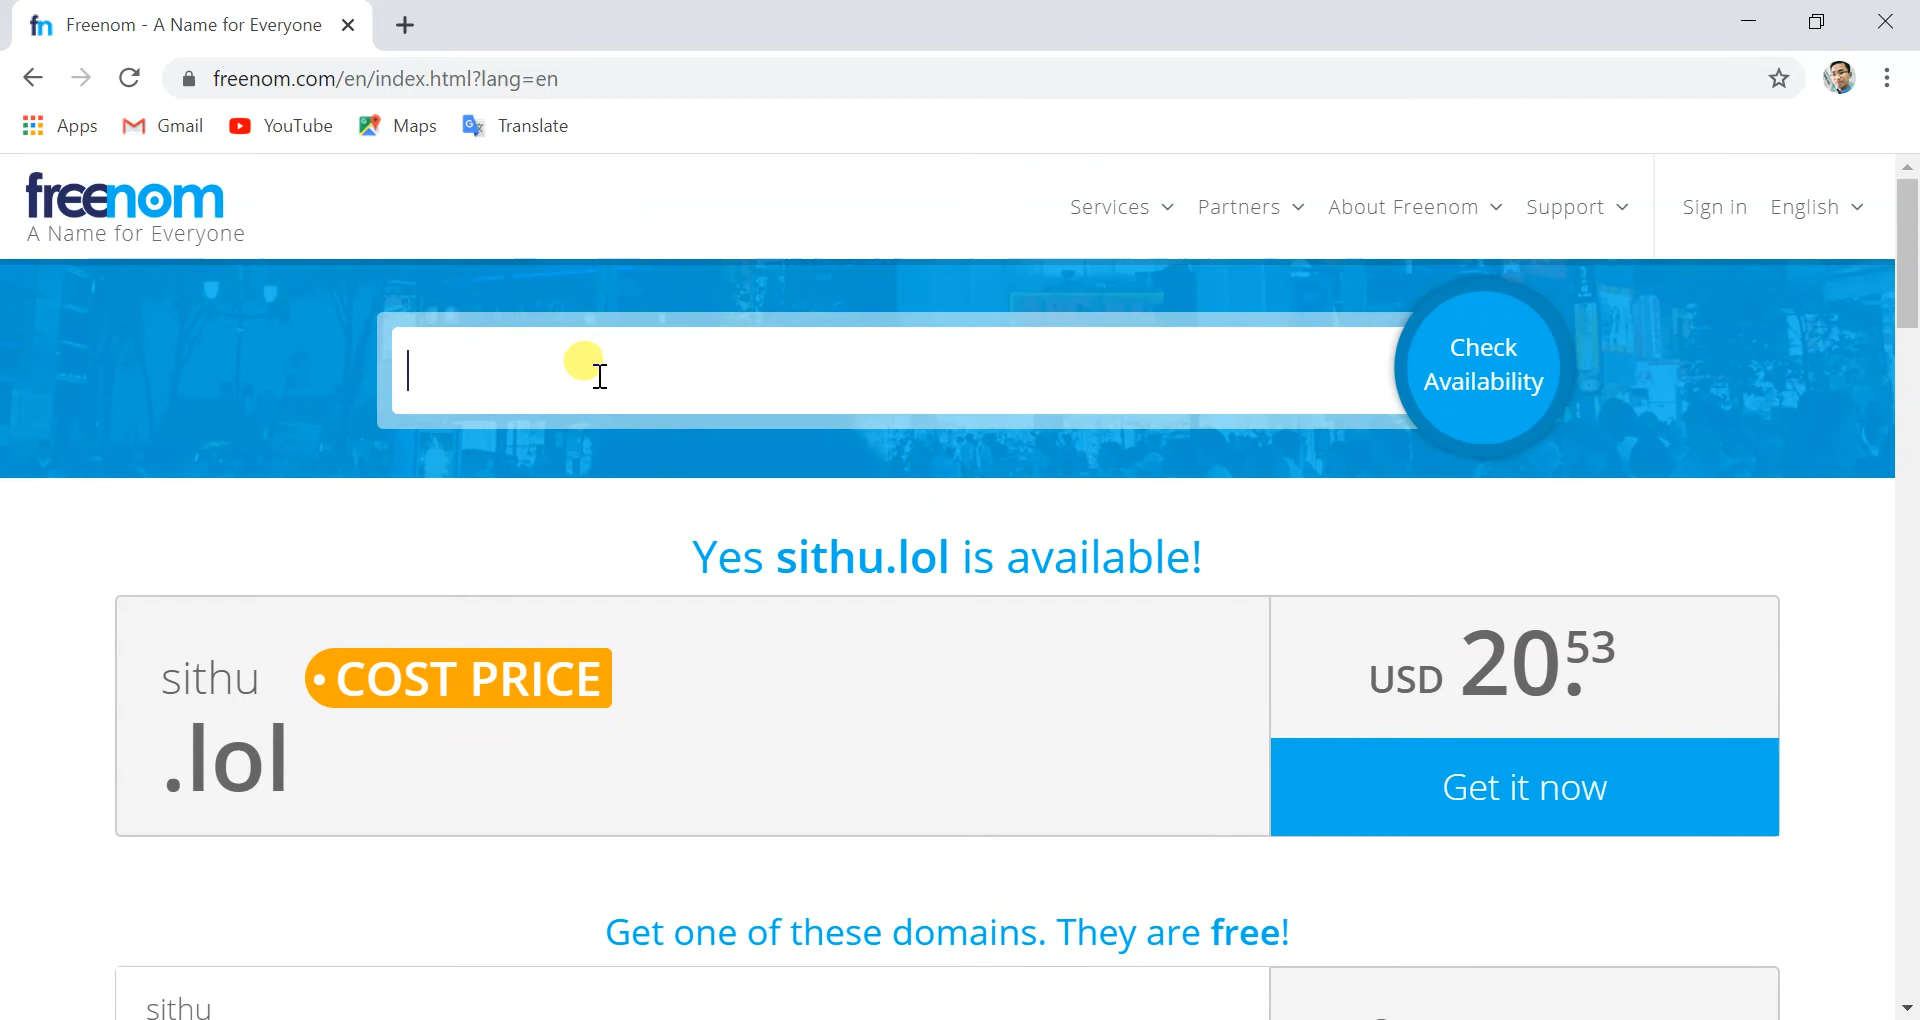 Freenom - A Name for Everyone
freenom.com/en/index.html?lang=en
Apps Gmail YouTube Maps Translate
freenom
A Name for Everyone
Services Partners About Freenom Support Sign in English
Check
Availability
Yes sithu.lol is available!
sithu COST PRICE
.lol
USD 20.53
Get it now
Get one of these domains. They are free!
sithu